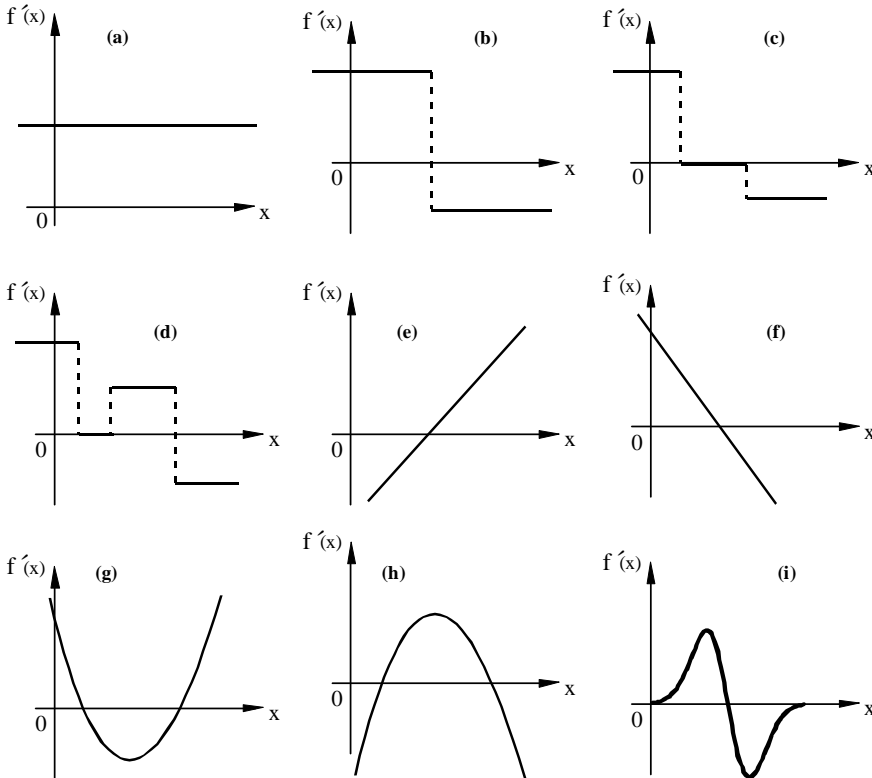 f ´(x) (a)
0 x
f ´(x) (b)
0 x
f ´(x) (c)
0 x
f ´(x) (d)
0 x
f ´(x) (e)
0 x
f ´(x) (f)
0 x
f ´(x) (g)
0 x
f ´(x) (h)
0 x
f ´(x) (i)
0 x